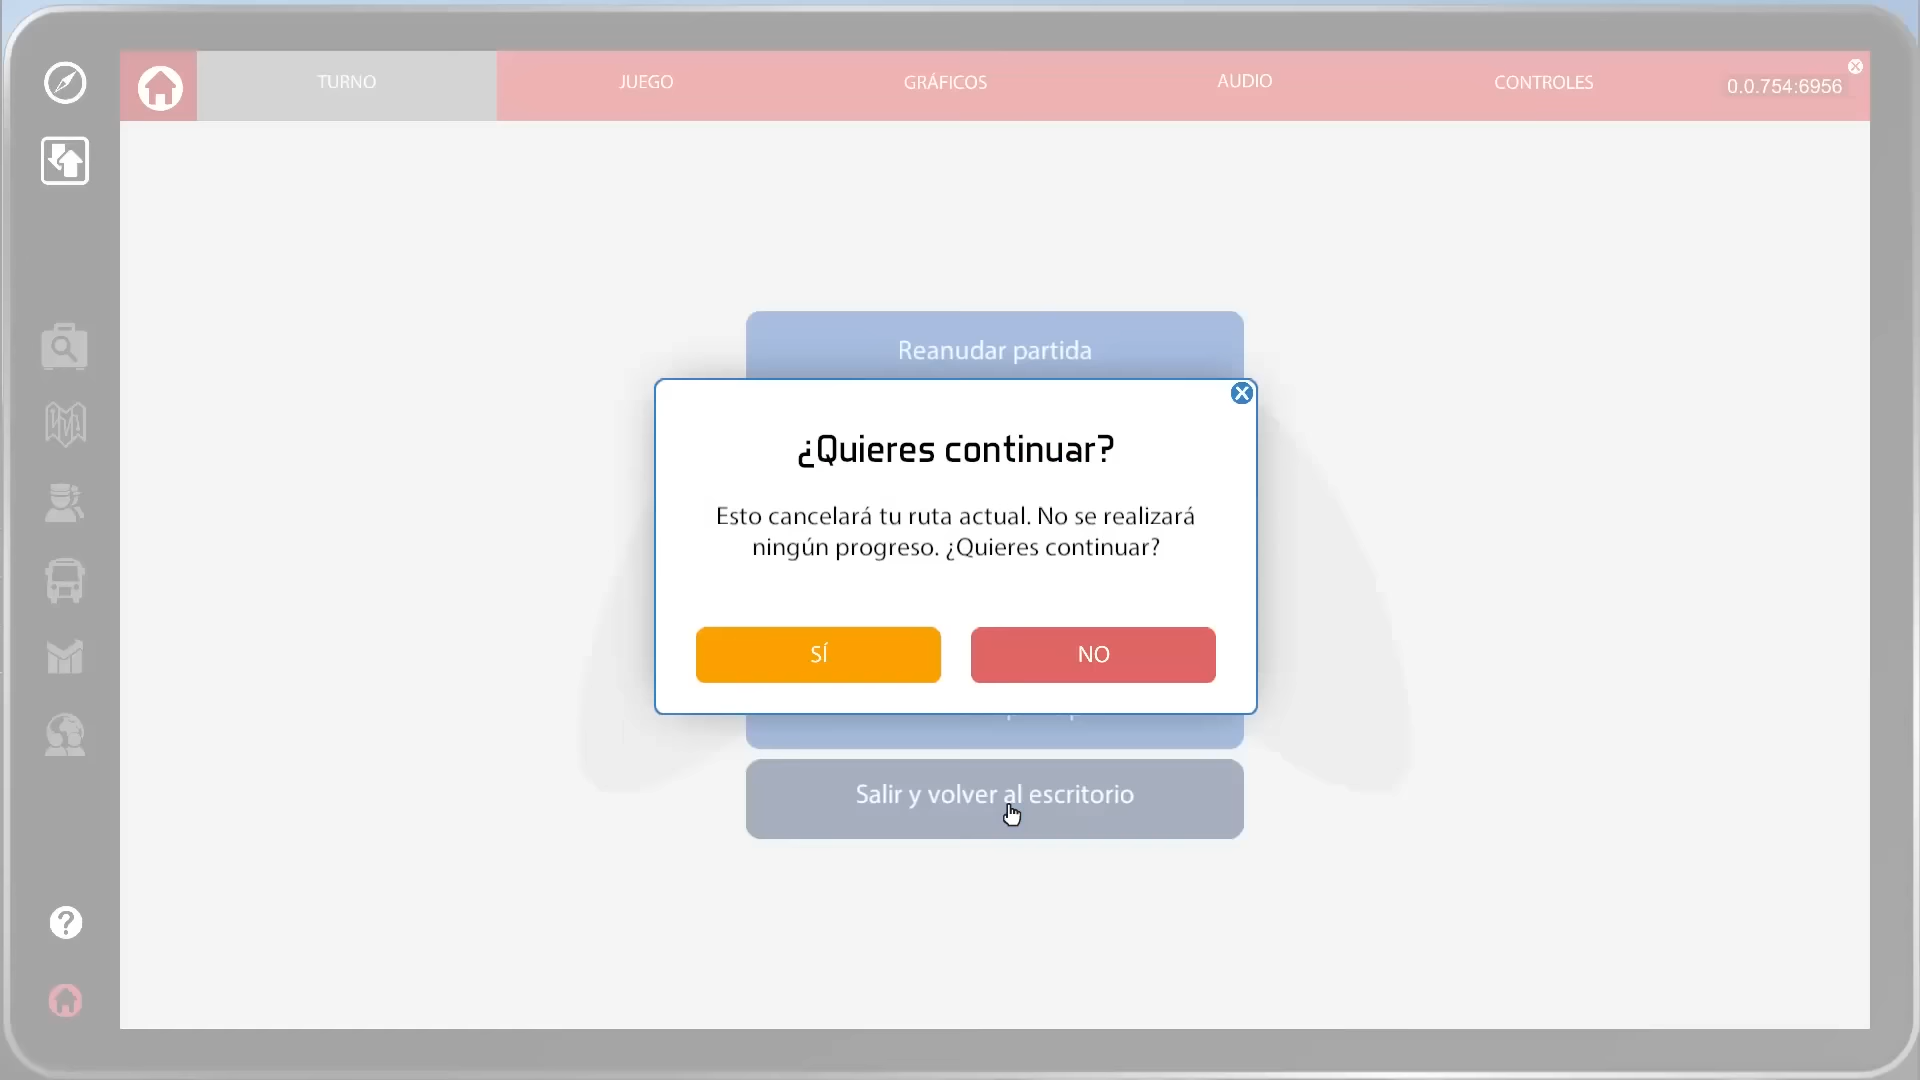 TURNO
JUEGO
GRÁFICOS
AUDIO
CONTROLES
0.0.754:6956
Reanudar partida
¿Quieres continuar?
Esto cancelará tu ruta actual. No se realizará
ningún progreso. ¿Quieres continuar?
SÍ
NO
Salir y volver al escritorio